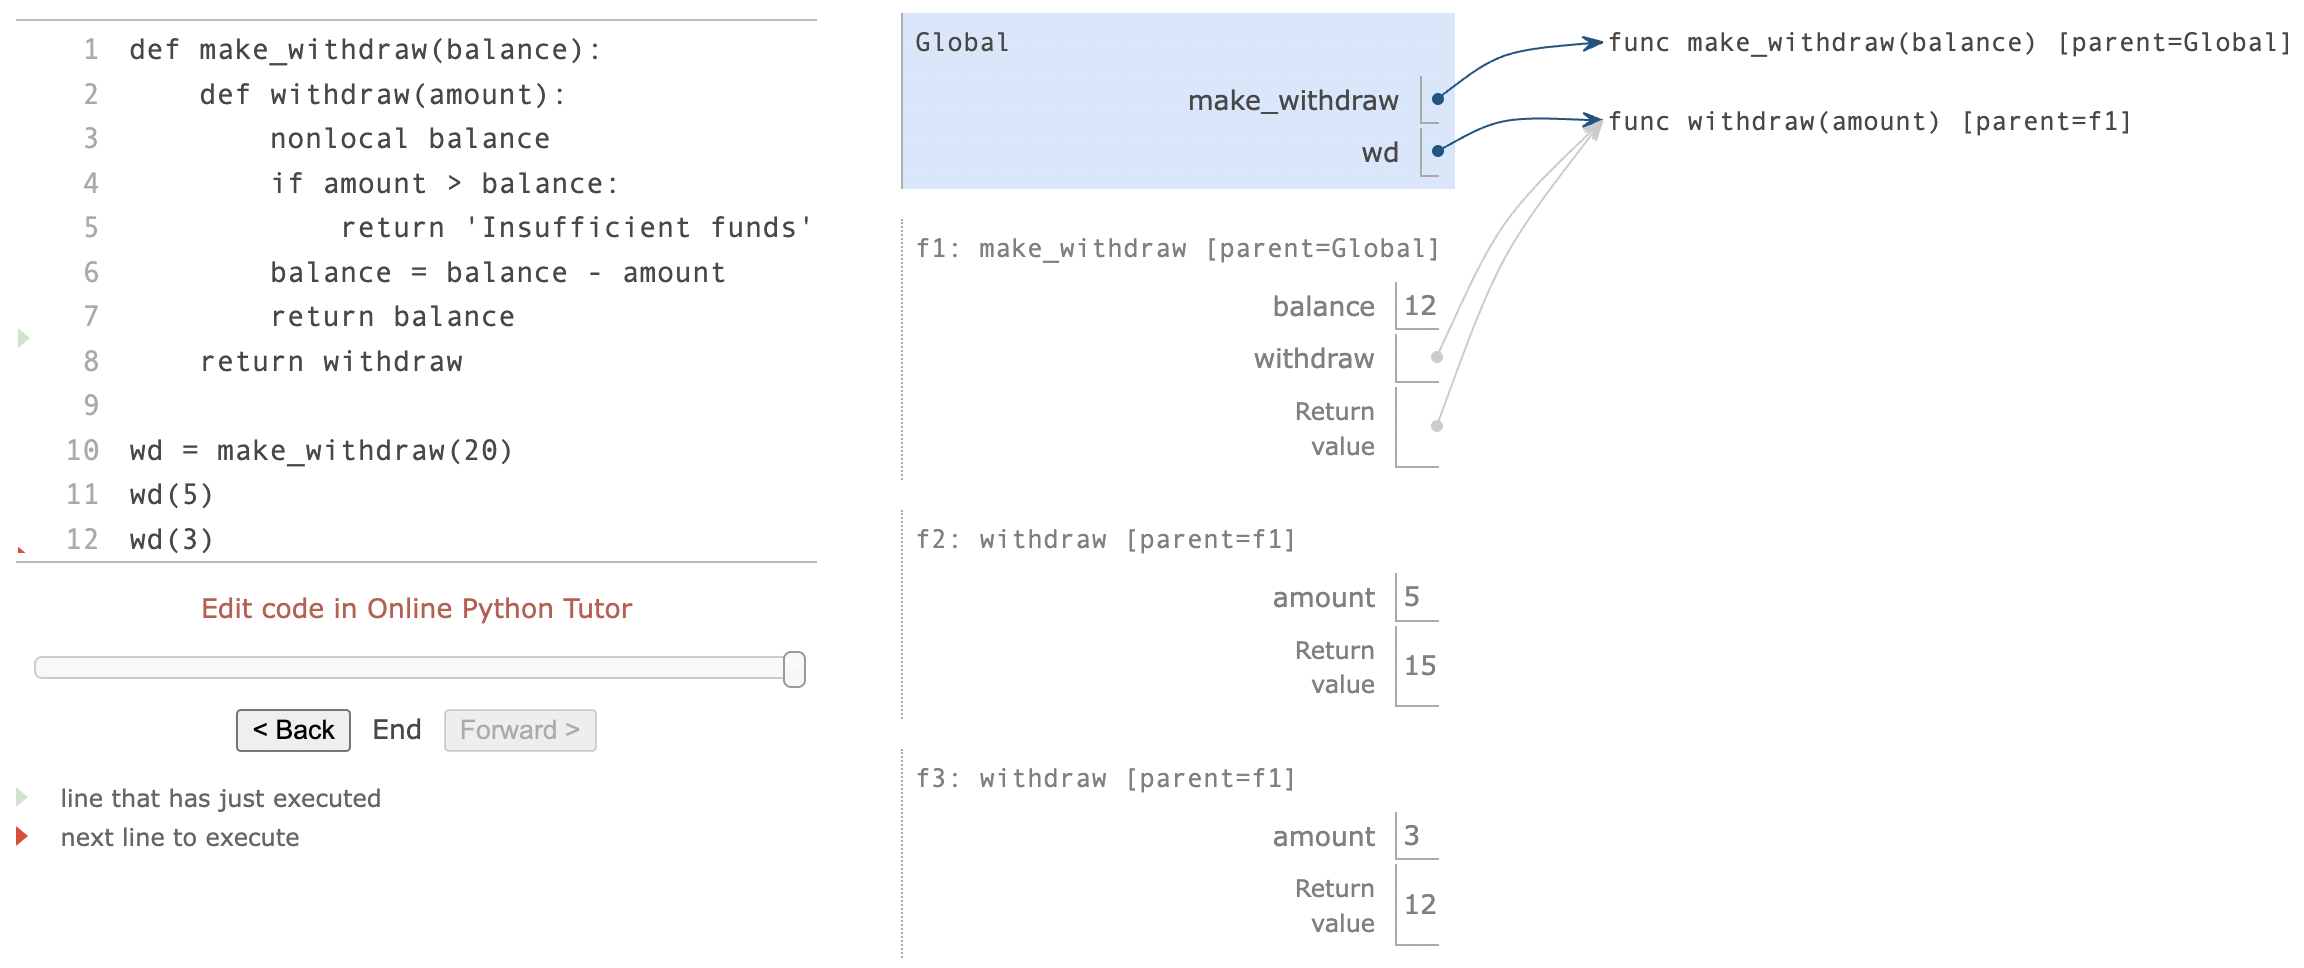 1 def make_withdraw(balance):
2     def withdraw(amount):
3         nonlocal balance
4         if amount > balance:
5             return 'Insufficient funds'
6         balance = balance - amount
7         return balance
8     return withdraw
9
10 wd = make_withdraw(20)
11 wd(5)
12 wd(3)
Edit code in Online Python Tutor
< Back End Forward >
line that has just executed
next line to execute
Global
make_withdraw
wd
func make_withdraw(balance) [parent=Global]
func withdraw(amount) [parent=f1]
f1: make_withdraw [parent=Global]
balance 12
withdraw
Return
value
f2: withdraw [parent=f1]
amount 5
Return
value 15
f3: withdraw [parent=f1]
amount 3
Return
value 12